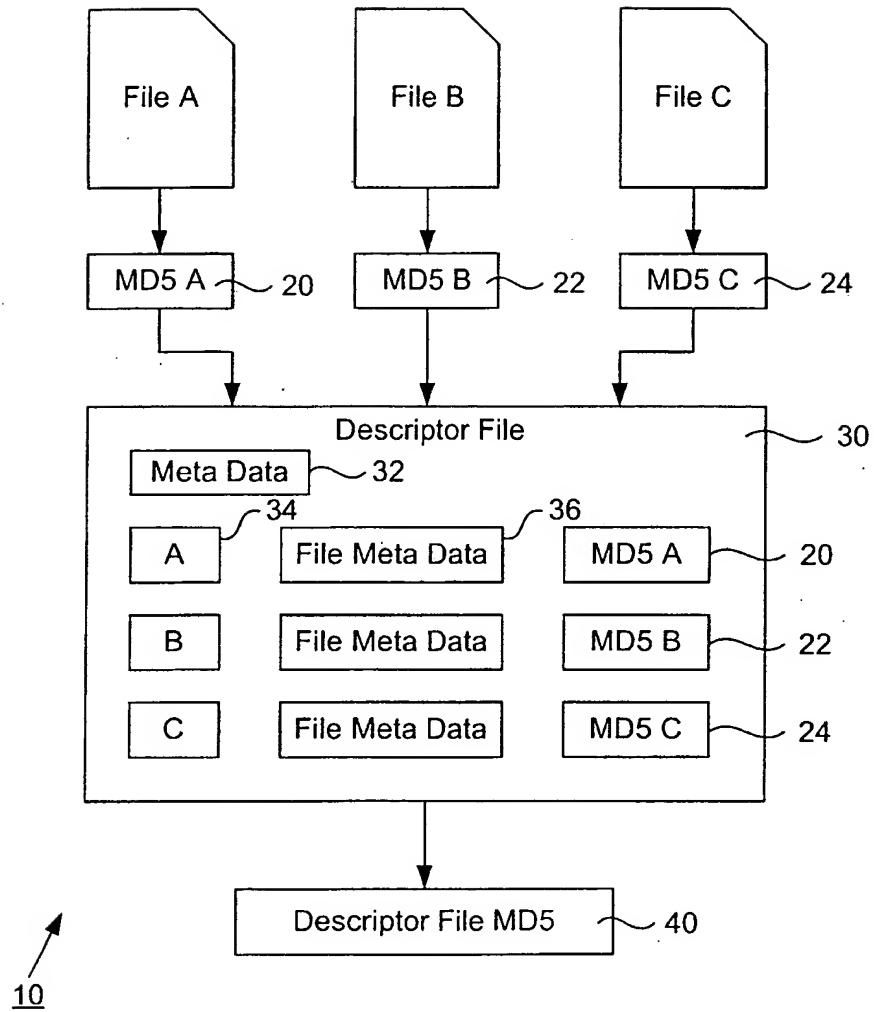 File A
File B
File C
MD5 A 20
MD5 B 22
MD5 C 24
Descriptor File
30
Meta Data 32
34
36
A File Meta Data MD5 A 20
B File Meta Data MD5 B 22
C File Meta Data MD5 C 24
Descriptor File MD5 40
10